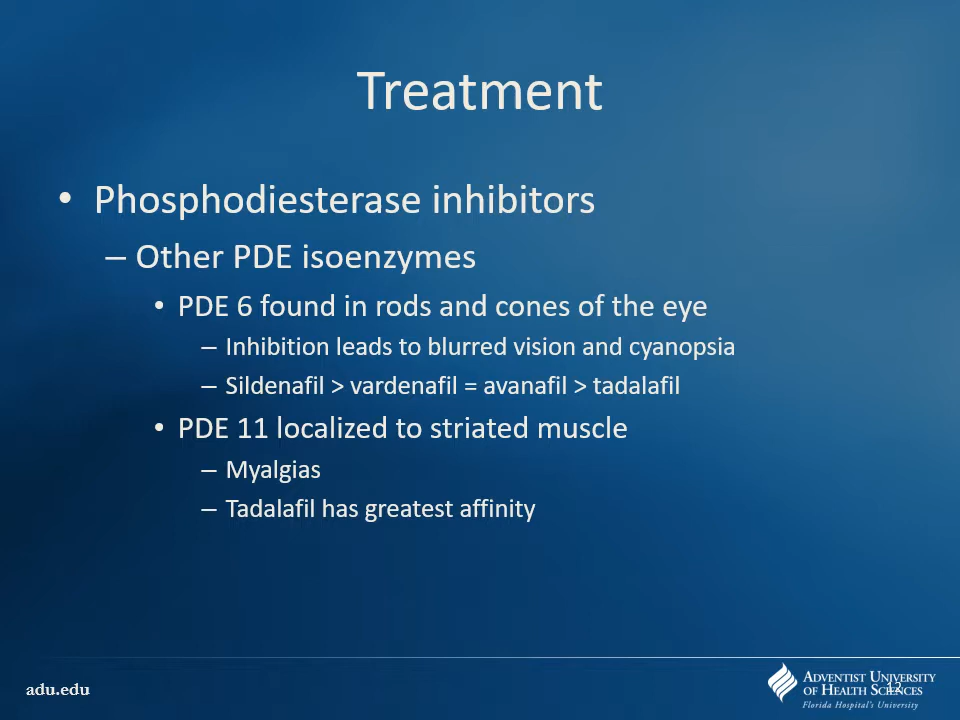 Treatment
• Phosphodiesterase inhibitors
– Other PDE isoenzymes
• PDE 6 found in rods and cones of the eye
– Inhibition leads to blurred vision and cyanopsia
– Sildenafil > vardenafil = avanafil > tadalafil
• PDE 11 localized to striated muscle
– Myalgias
– Tadalafil has greatest affinity
adu.edu
ADVENTIST UNIVERSITY
OF HEALTH SCIENCES
12
Florida Hospital's University